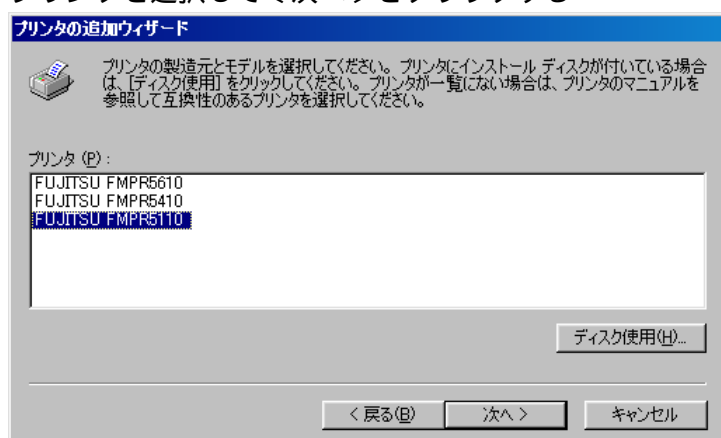 プリンタの追加ウィザード
プリンタの製造元とモデルを選択してください。プリンタにインストール ディスクが付いている場合
は、[ディスク使用] をクリックしてください。プリンタが一覧にない場合は、プリンタのマニュアルを
参照して互換性のあるプリンタを選択してください。
プリンタ (P) :
FUJITSU FMPR5610
FUJITSU FMPR5410
FUJITSU FMPR5110
ディスク使用(H)...
< 戻る(B)
次へ >
キャンセル